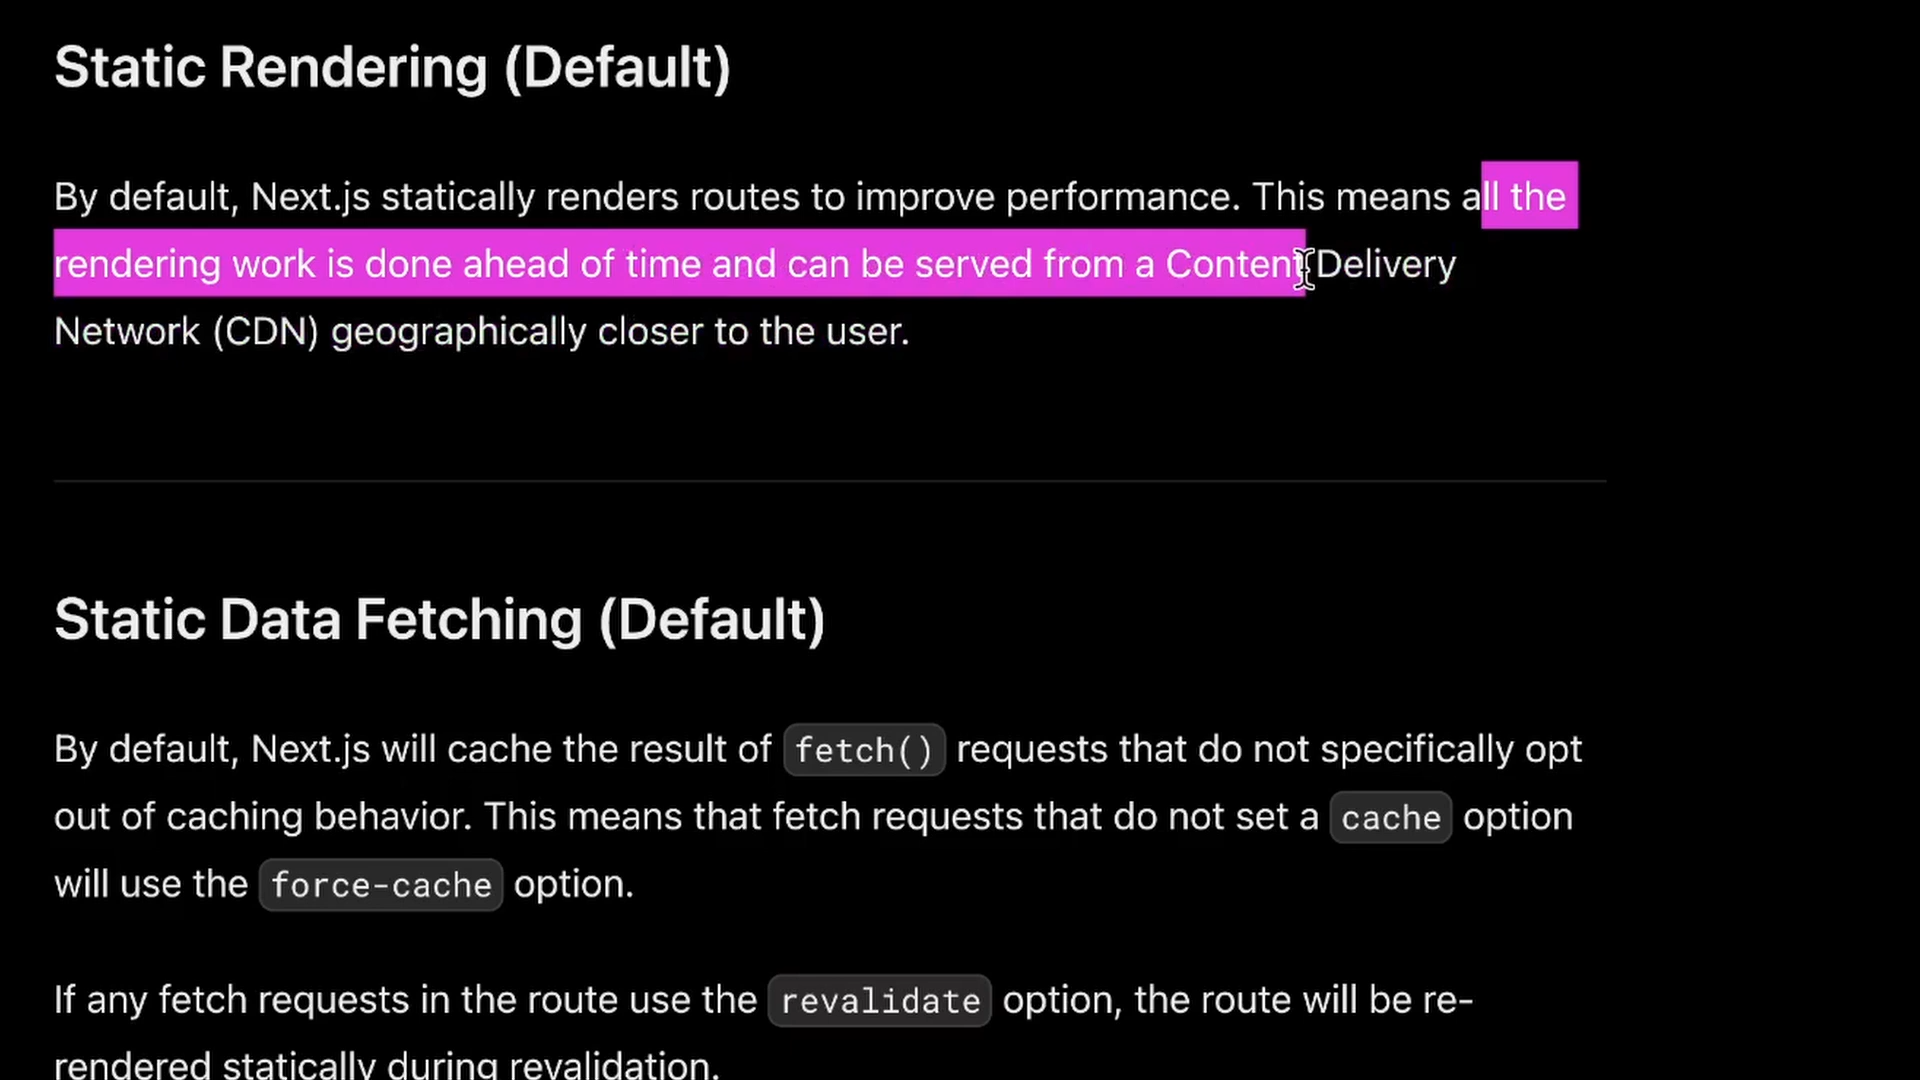 Static Rendering (Default)
By default, Next.js statically renders routes to improve performance. This means all the
rendering work is done ahead of time and can be served from a Content Delivery
Network (CDN) geographically closer to the user.
Static Data Fetching (Default)
By default, Next.js will cache the result of fetch() requests that do not specifically opt
out of caching behavior. This means that fetch requests that do not set a cache option
will use the force-cache option.
If any fetch requests in the route use the revalidate option, the route will be re-
rendered statically during revalidation.